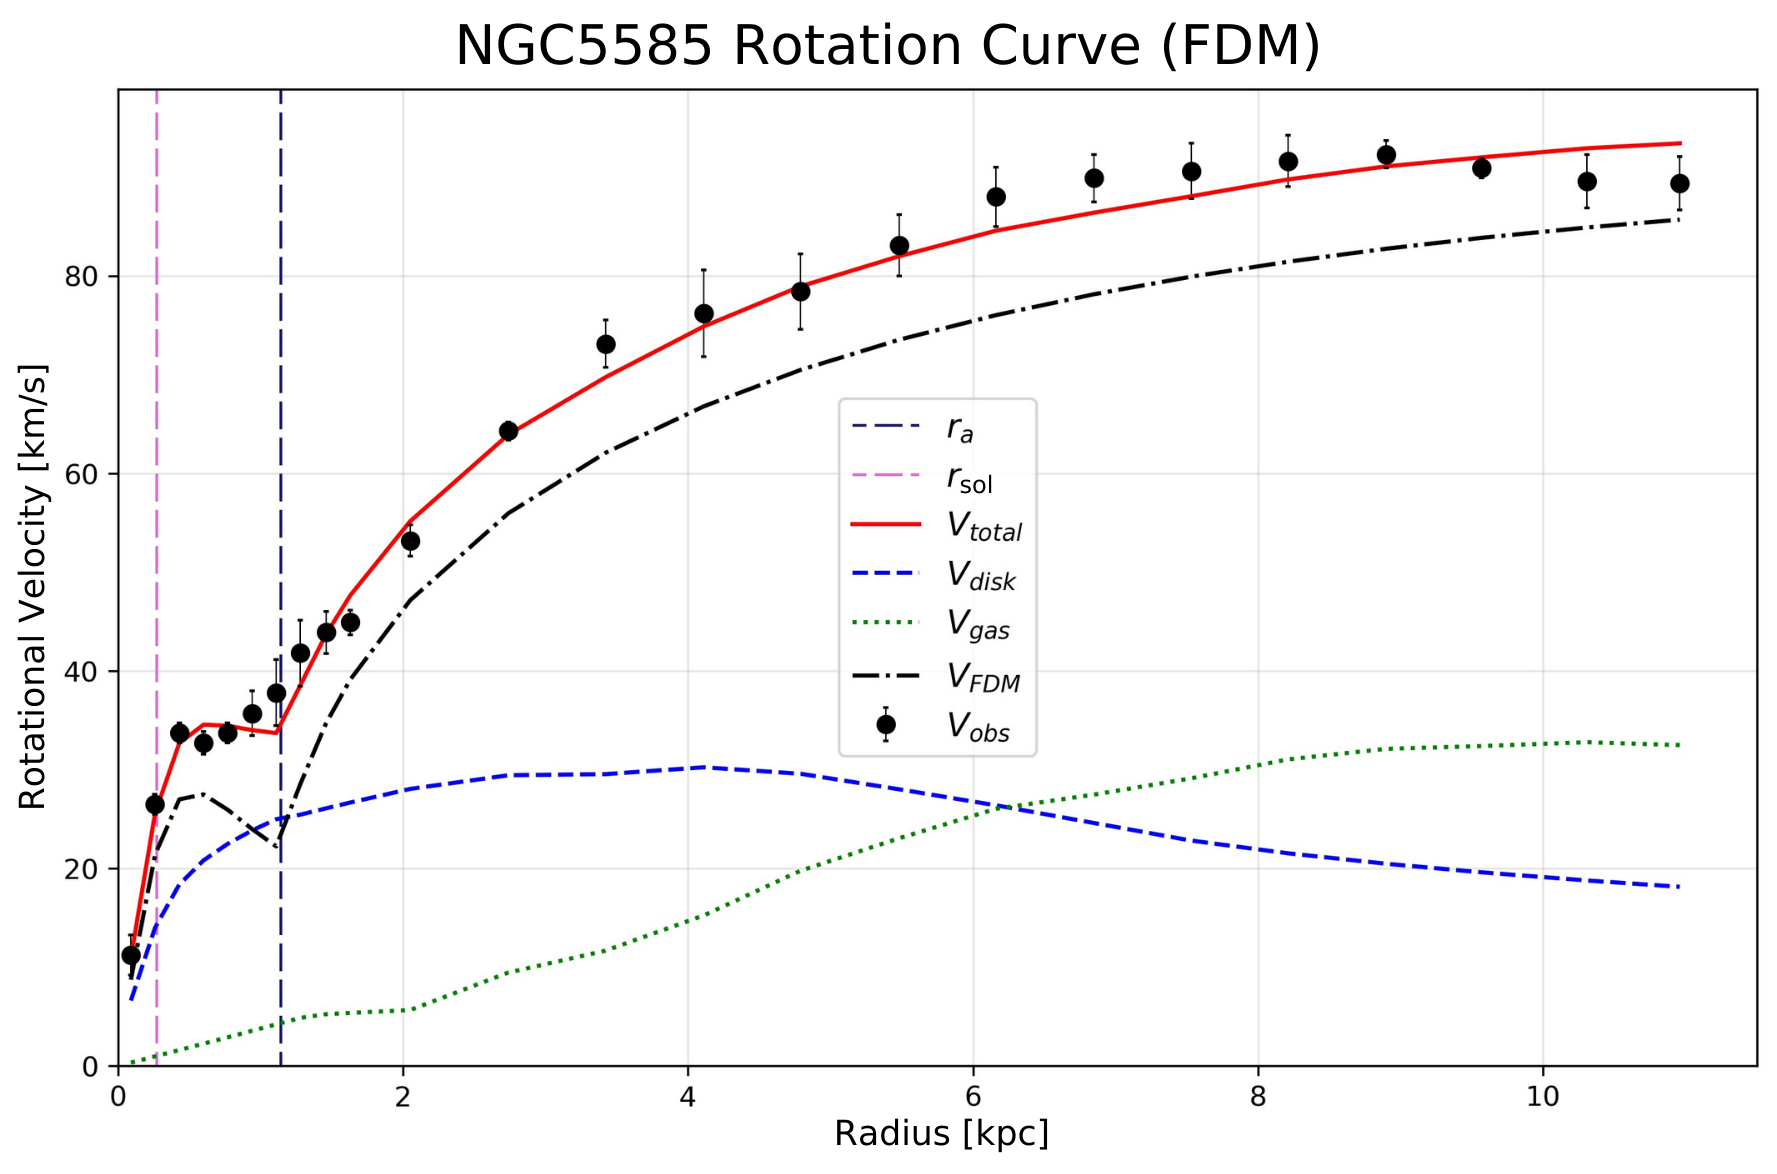 NGC5585 Rotation Curve (FDM)
Rotational Velocity [km/s]
80
60
40
20
0
r_a
r_sol
V_total
V_disk
V_gas
V_FDM
V_obs
0 2 4 6 8 10
Radius [kpc]